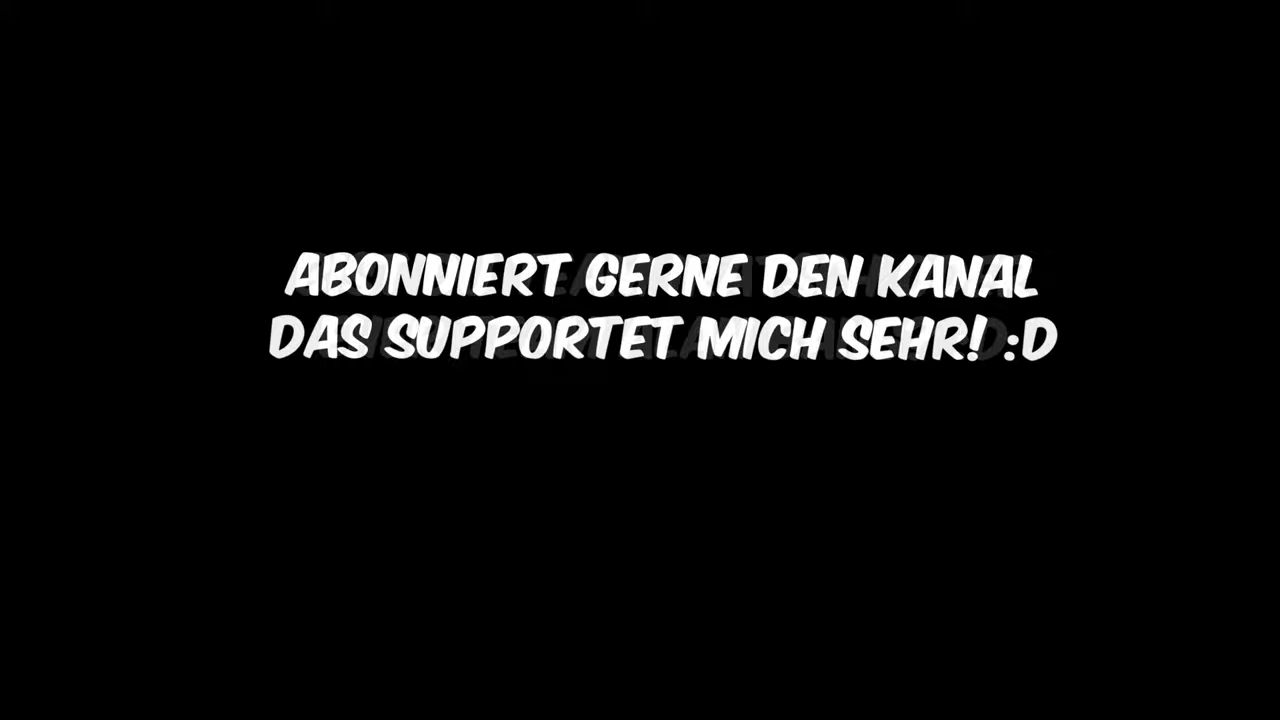 ABONNIERT GERNE DEN KANAL
DAS SUPPORTET MICH SEHR! :D